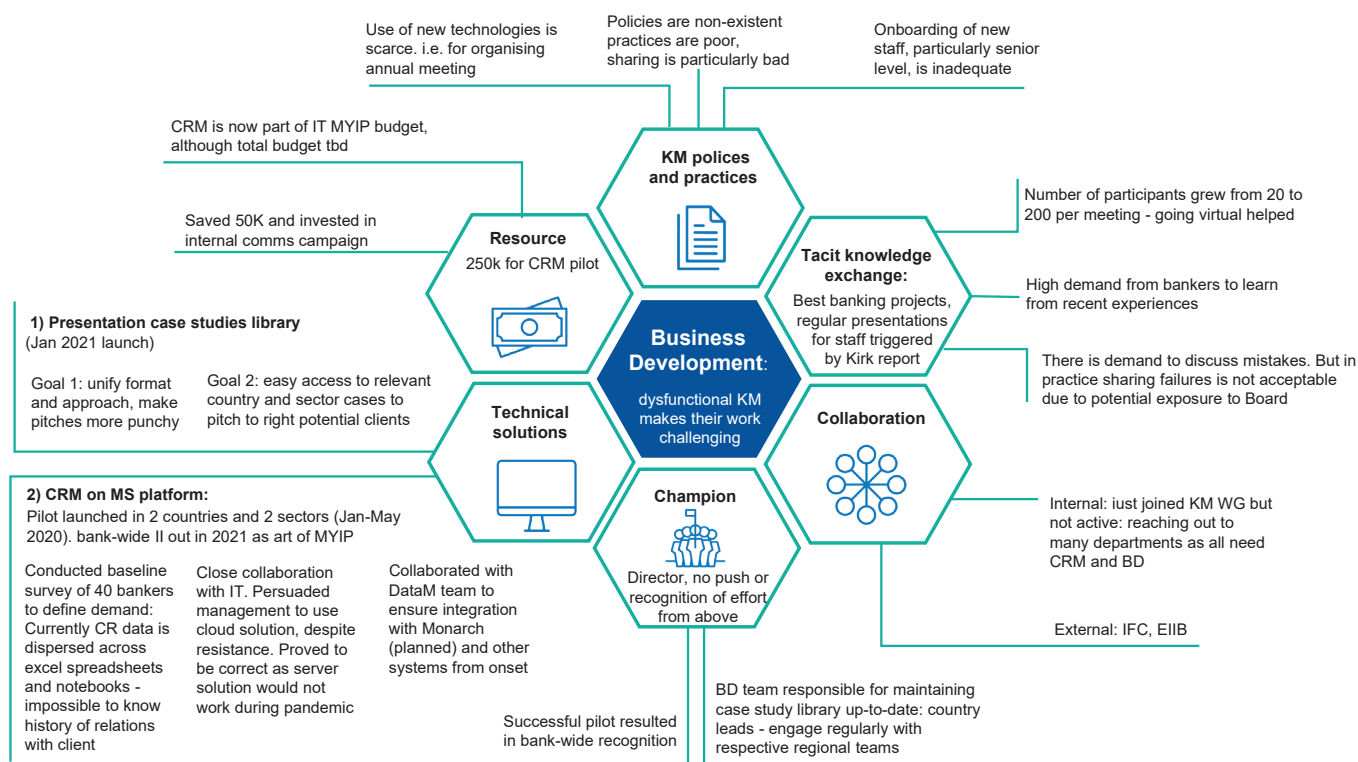 Use of new technologies is
scarce. i.e. for organising
annual meeting
Policies are non-existent
practices are poor,
sharing is particularly bad
Onboarding of new
staff, particularly senior
level, is inadequate
CRM is now part of IT MYIP budget,
although total budget tbd
Saved 50K and invested in
internal comms campaign
KM polices
and practices
Resource
250k for CRM pilot
Number of participants grew from 20 to
200 per meeting - going virtual helped
Tacit knowledge
exchange:
Best banking projects,
regular presentations
for staff triggered
by Kirk report
High demand from bankers to learn
from recent experiences
There is demand to discuss mistakes. But in
practice sharing failures is not acceptable
due to potential exposure to Board
1) Presentation case studies library
(Jan 2021 launch)
Goal 1: unify format
and approach, make
pitches more punchy
Goal 2: easy access to relevant
country and sector cases to
pitch to right potential clients
Business
Development:
dysfunctional KM
makes their work
challenging
Technical
solutions
Collaboration
2) CRM on MS platform:
Pilot launched in 2 countries and 2 sectors (Jan-May
2020). bank-wide II out in 2021 as art of MYIP
Conducted baseline
survey of 40 bankers
to define demand:
Currently CR data is
dispersed across
excel spreadsheets
and notebooks -
impossible to know
history of relations
with client
Close collaboration
with IT. Persuaded
management to use
cloud solution, despite
resistance. Proved to
be correct as server
solution would not
work during pandemic
Collaborated with
DataM team to
ensure integration
with Monarch
(planned) and other
systems from onset
Champion
Director, no push or
recognition of effort
from above
Internal: iust joined KM WG but
not active: reaching out to
many departments as all need
CRM and BD
External: IFC, EIIB
Successful pilot resulted
in bank-wide recognition
BD team responsible for maintaining
case study library up-to-date: country
leads - engage regularly with
respective regional teams